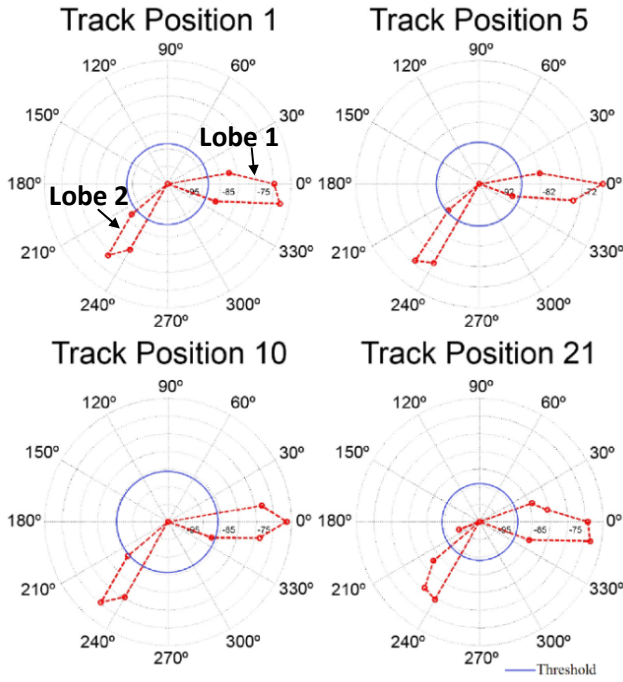 Track Position 1
90º
120º 60º
150º 30º
Lobe 1
180º -95 -85 -75 0º
Lobe 2
210º 330º
240º 300º
270º
Track Position 5
90º
120º 60º
150º 30º
180º -92 -82 -72 0º
210º 330º
240º 300º
270º
Track Position 10
90º
120º 60º
150º 30º
180º -95 -85 -75 0º
210º 330º
240º 300º
270º
Track Position 21
90º
120º 60º
150º 30º
180º -95 -85 -75 0º
210º 330º
240º 300º
270º
Threshold